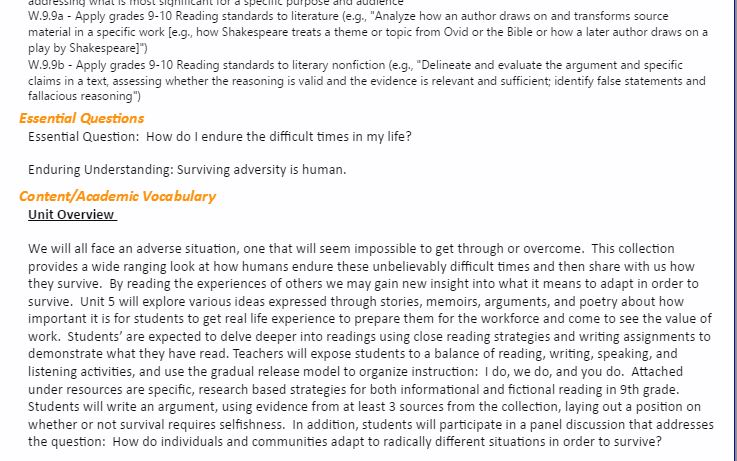 addressing what is most significant for a specific purpose and audience
W.9.9a - Apply grades 9-10 Reading standards to literature (e.g., "Analyze how an author draws on and transforms source
material in a specific work [e.g., how Shakespeare treats a theme or topic from Ovid or the Bible or how a later author draws on a
play by Shakespeare]")
W.9.9b - Apply grades 9-10 Reading standards to literary nonfiction (e.g., "Delineate and evaluate the argument and specific
claims in a text, assessing whether the reasoning is valid and the evidence is relevant and sufficient; identify false statements and
fallacious reasoning")
Essential Questions
Essential Question:  How do I endure the difficult times in my life?
Enduring Understanding: Surviving adversity is human.
Content/Academic Vocabulary
Unit Overview
We will all face an adverse situation, one that will seem impossible to get through or overcome.  This collection
provides a wide ranging look at how humans endure these unbelievably difficult times and then share with us how
they survive.  By reading the experiences of others we may gain new insight into what it means to adapt in order to
survive.  Unit 5 will explore various ideas expressed through stories, memoirs, arguments, and poetry about how
important it is for students to get real life experience to prepare them for the workforce and come to see the value of
work.  Students' are expected to delve deeper into readings using close reading strategies and writing assignments to
demonstrate what they have read. Teachers will expose students to a balance of reading, writing, speaking, and
listening activities, and use the gradual release model to organize instruction:  I do, we do, and you do.  Attached
under resources are specific, research based strategies for both informational and fictional reading in 9th grade.
Students will write an argument, using evidence from at least 3 sources from the collection, laying out a position on
whether or not survival requires selfishness.  In addition, students will participate in a panel discussion that addresses
the question:  How do individuals and communities adapt to radically different situations in order to survive?